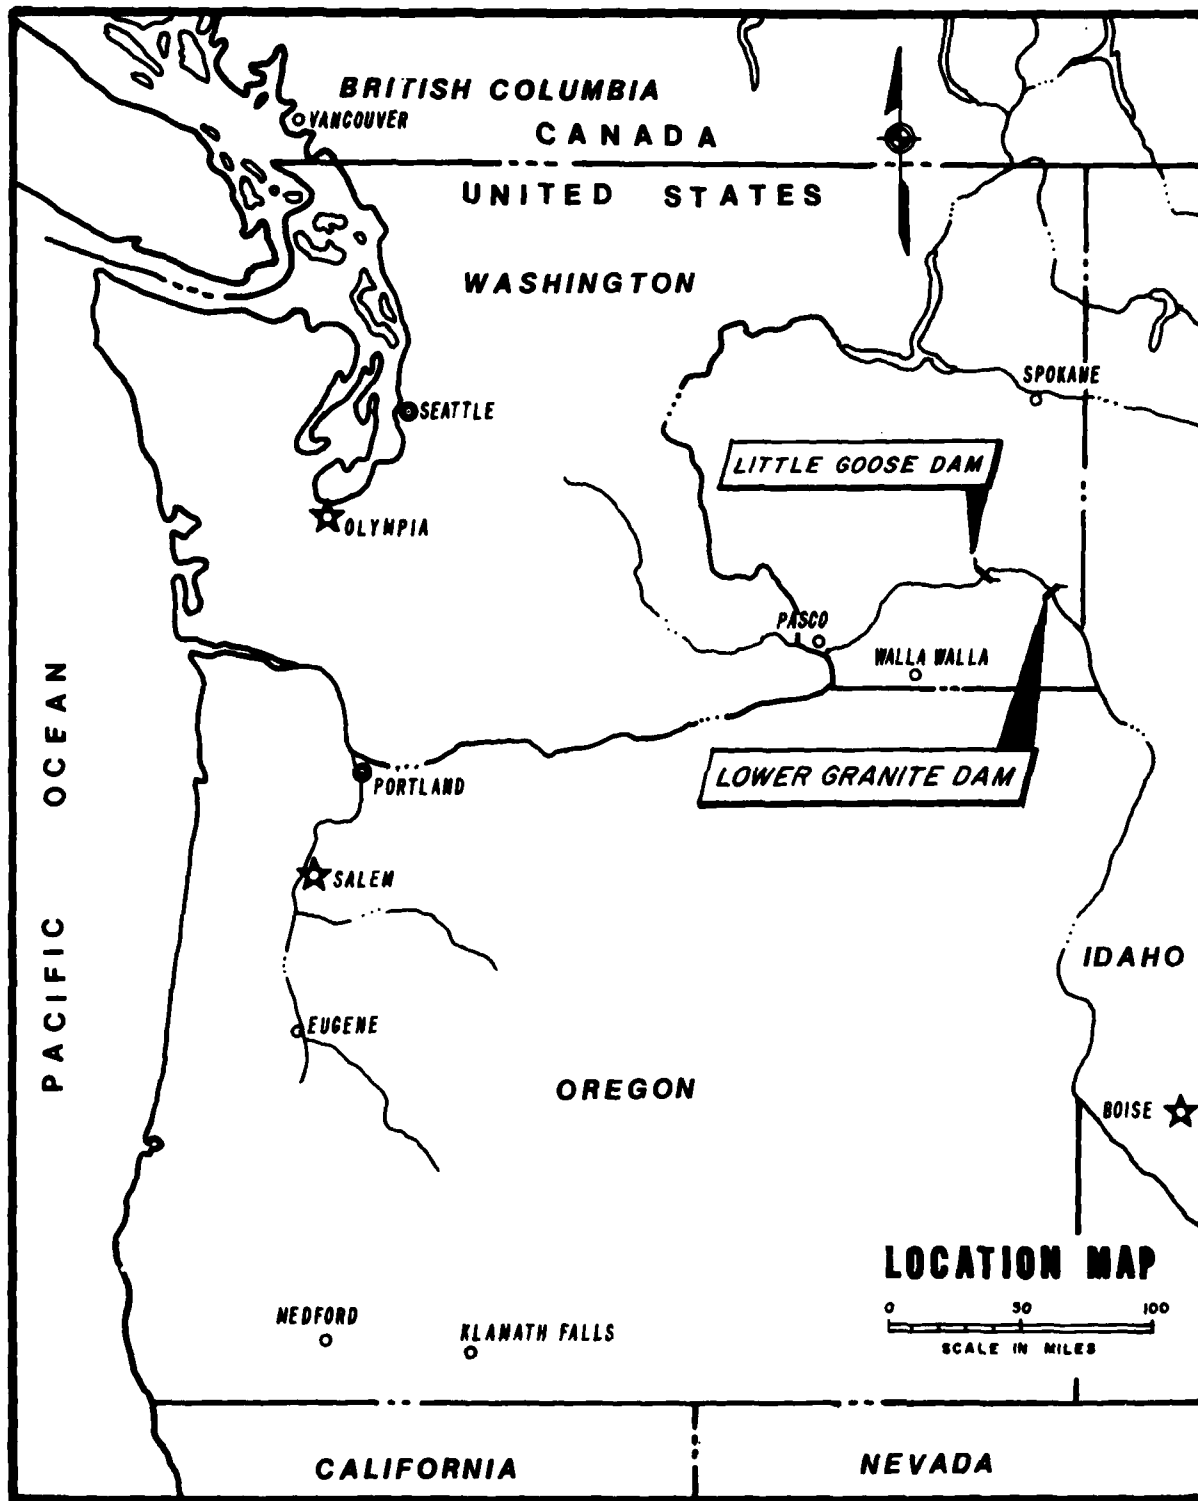 BRITISH COLUMBIA
VANCOUVER
CANADA
UNITED STATES
WASHINGTON
SPOKANE
SEATTLE
LITTLE GOOSE DAM
OLYMPIA
PASCO
WALLA WALLA
PACIFIC OCEAN
LOWER GRANITE DAM
PORTLAND
SALEM
IDAHO
EUGENE
OREGON
BOISE
LOCATION MAP
0 50 100
SCALE IN MILES
MEDFORD
KLAMATH FALLS
CALIFORNIA
NEVADA